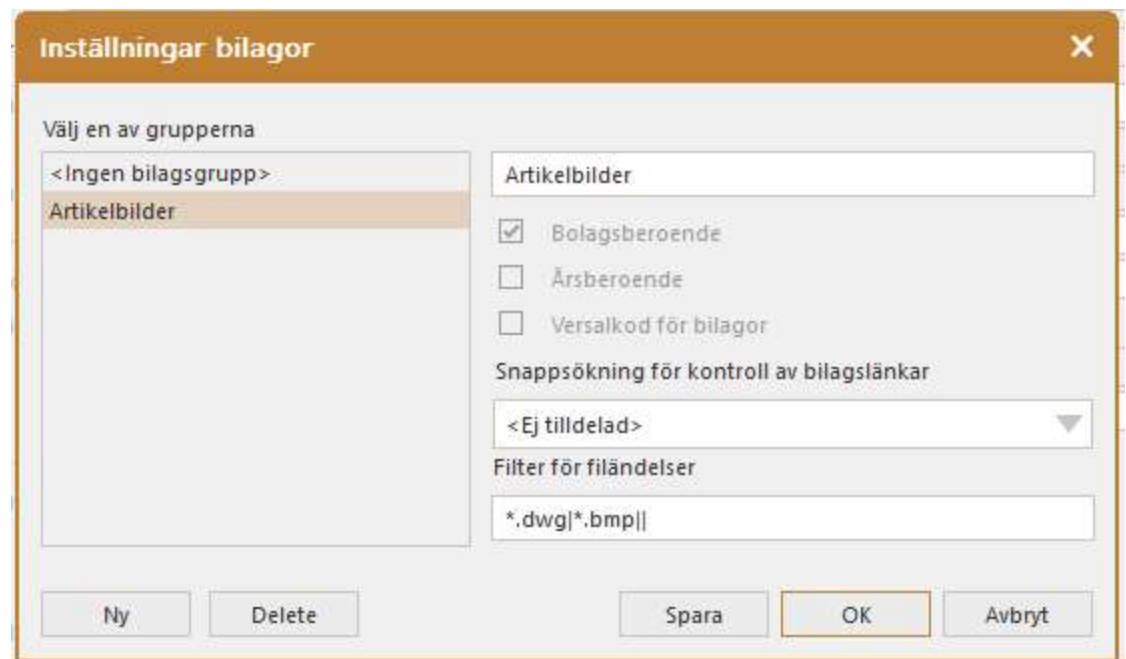 Inställningar bilagor
Välj en av grupperna
<Ingen bilagsgrupp>
Artikelbilder
Artikelbilder
Bolagsberoende
Årsberoende
Versalkod för bilagor
Snappsökning för kontroll av bilagslänkar
<Ej tilldelad>
Filter för filändelser
*.dwg|*.bmp||
Ny Delete Spara OK Avbryt